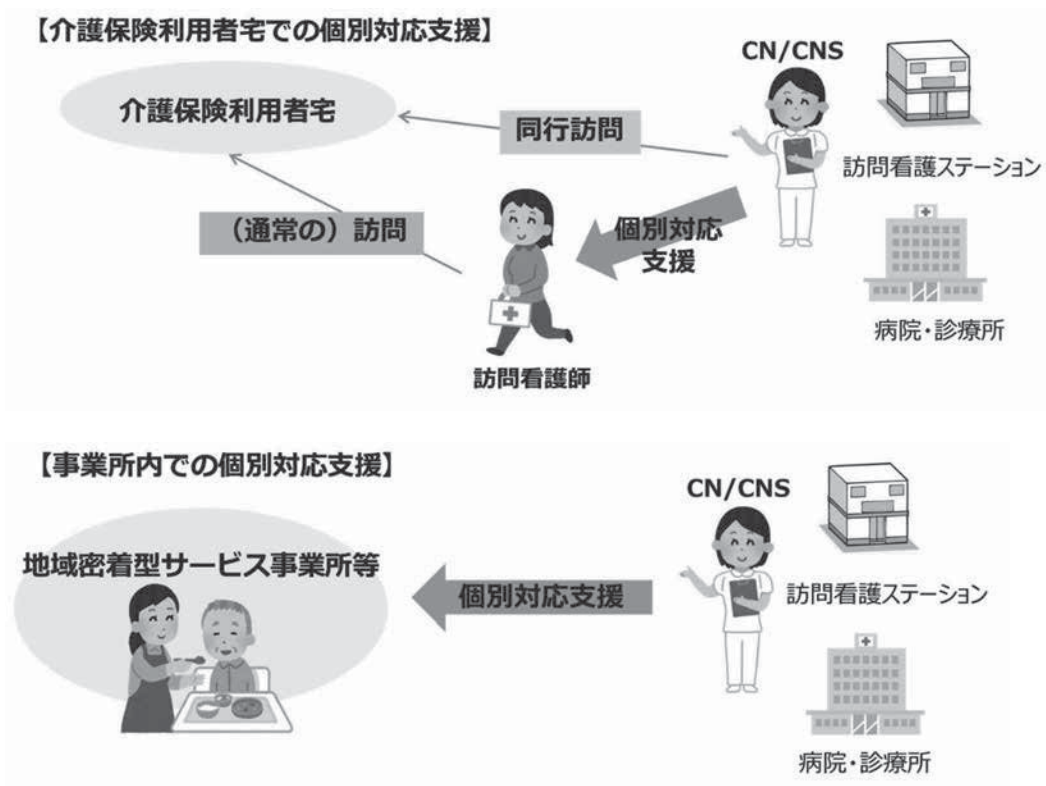 【介護保険利用者宅での個別対応支援】
CN/CNS
介護保険利用者宅
同行訪問
訪問看護ステーション
（通常の）訪問
個別対応
支援
病院・診療所
訪問看護師
【事業所内での個別対応支援】
CN/CNS
地域密着型サービス事業所等
個別対応支援
訪問看護ステーション
病院・診療所